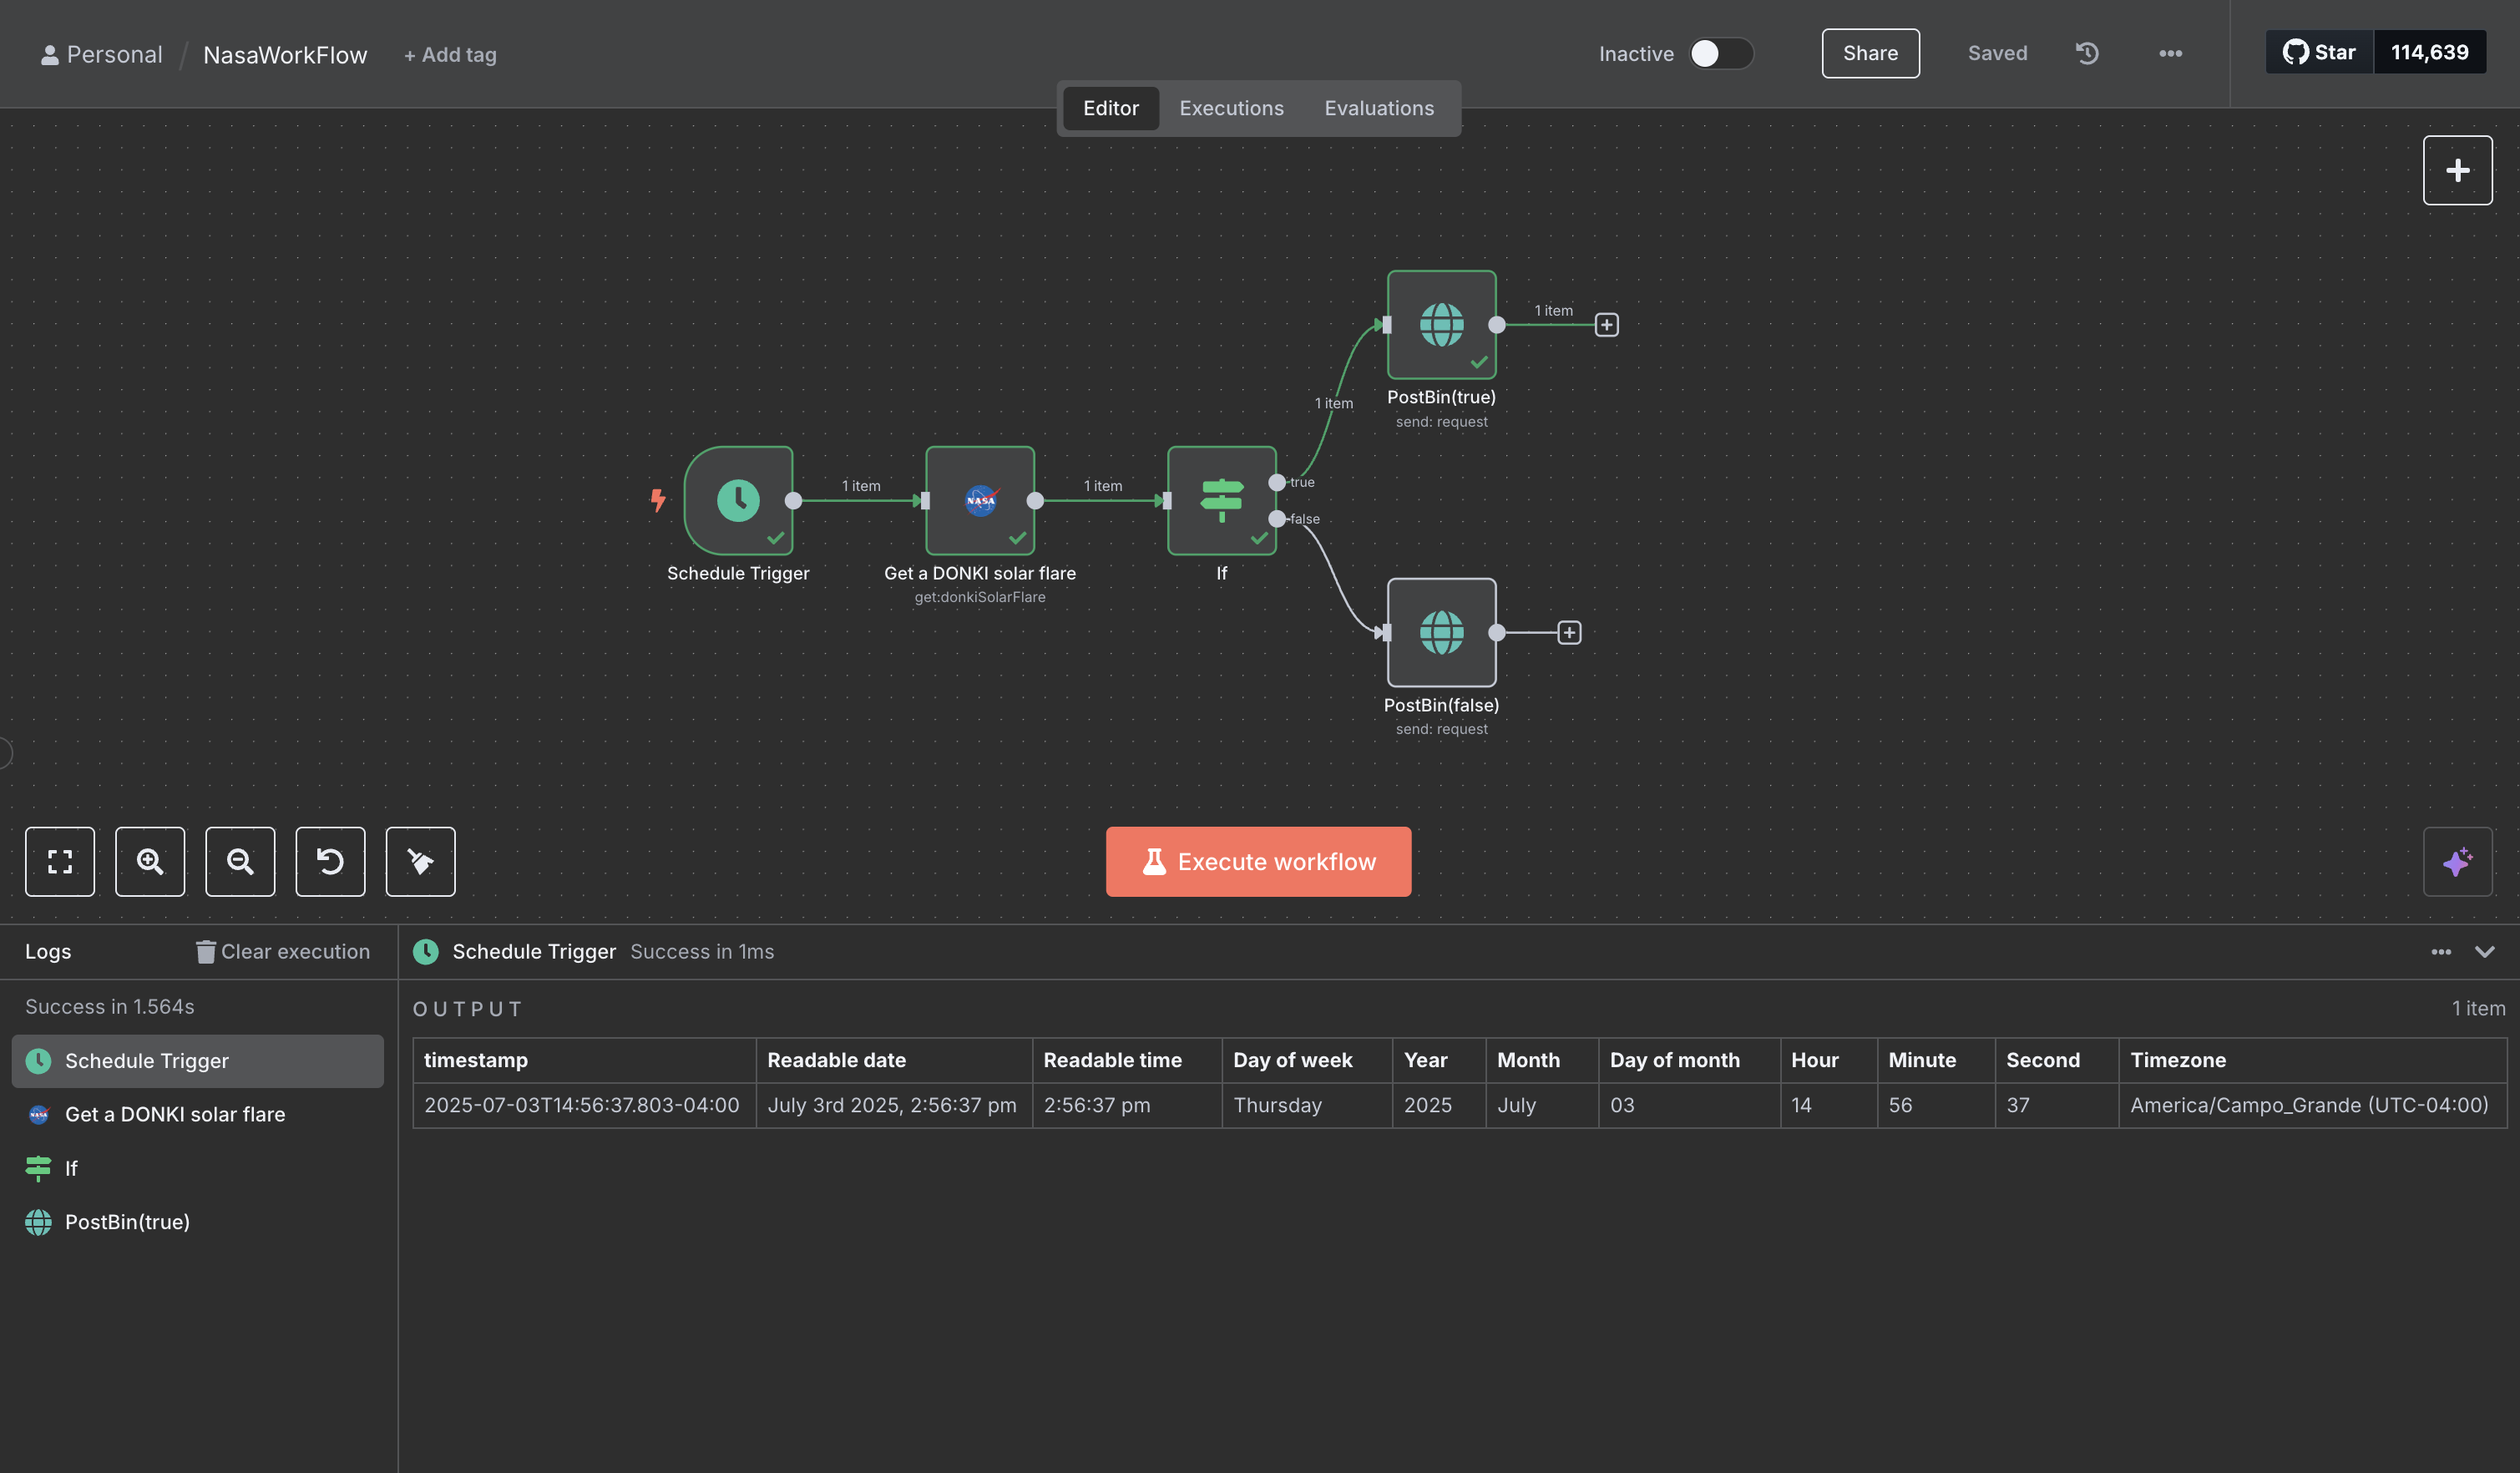 Personal / NasaWorkFlow + Add tag
Inactive Share Saved Star 114,639
Editor Executions Evaluations
1 item
PostBin(true)
send: request
1 item
1 item
1 item
true
false
NASA
Schedule Trigger
Get a DONKI solar flare
get:donkiSolarFlare
If
PostBin(false)
send: request
Execute workflow
Logs Clear execution
Schedule Trigger Success in 1ms
Success in 1.564s
OUTPUT 1 item
Schedule Trigger
NASA Get a DONKI solar flare
If
PostBin(true)
timestamp Readable date Readable time Day of week Year Month Day of month Hour Minute Second Timezone
2025-07-03T14:56:37.803-04:00 July 3rd 2025, 2:56:37 pm 2:56:37 pm Thursday 2025 July 03 14 56 37 America/Campo_Grande (UTC-04:00)